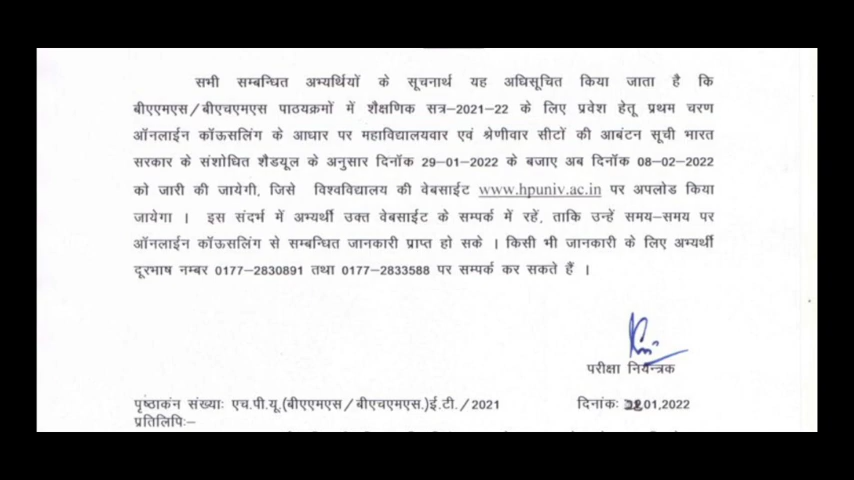 सभी सम्बन्धित अभ्यर्थियों के सूचनार्थ यह अधिसूचित किया जाता है कि
बीएएमएस/बीएचएमएस पाठयक्रमों में शैक्षणिक सत्र–2021-22 के लिए प्रवेश हेतू प्रथम चरण
ऑनलाईन कॉऊसलिंग के आधार पर महाविद्यालयवार एवं श्रेणीवार सीटों की आबंटन सूची भारत
सरकार के संशोधित शैडयूल के अनुसार दिनॉक 29-01-2022 के बजाए अब दिनॉक 08-02-2022
को जारी की जायेगी, जिसे विश्वविद्यालय की वेबसाईट www.hpuniv.ac.in पर अपलोड किया
जायेगा । इस संदर्भ में अभ्यर्थी उक्त वेबसाईट के सम्पर्क में रहें, ताकि उन्हें समय–समय पर
ऑनलाईन कॉऊसलिंग से सम्बन्धित जानकारी प्राप्त हो सके । किसी भी जानकारी के लिए अभ्यर्थी
दूरभाष नम्बर 0177–2830891 तथा 0177–2833588 पर सम्पर्क कर सकते हैं ।
परीक्षा नियन्त्रक
पृष्ठाकंन संख्याः एच.पी.यू.(बीएएमएस/बीएचएमएस.)ई.टी./2021 दिनांकः 01,2022
प्रतिलिपिः–